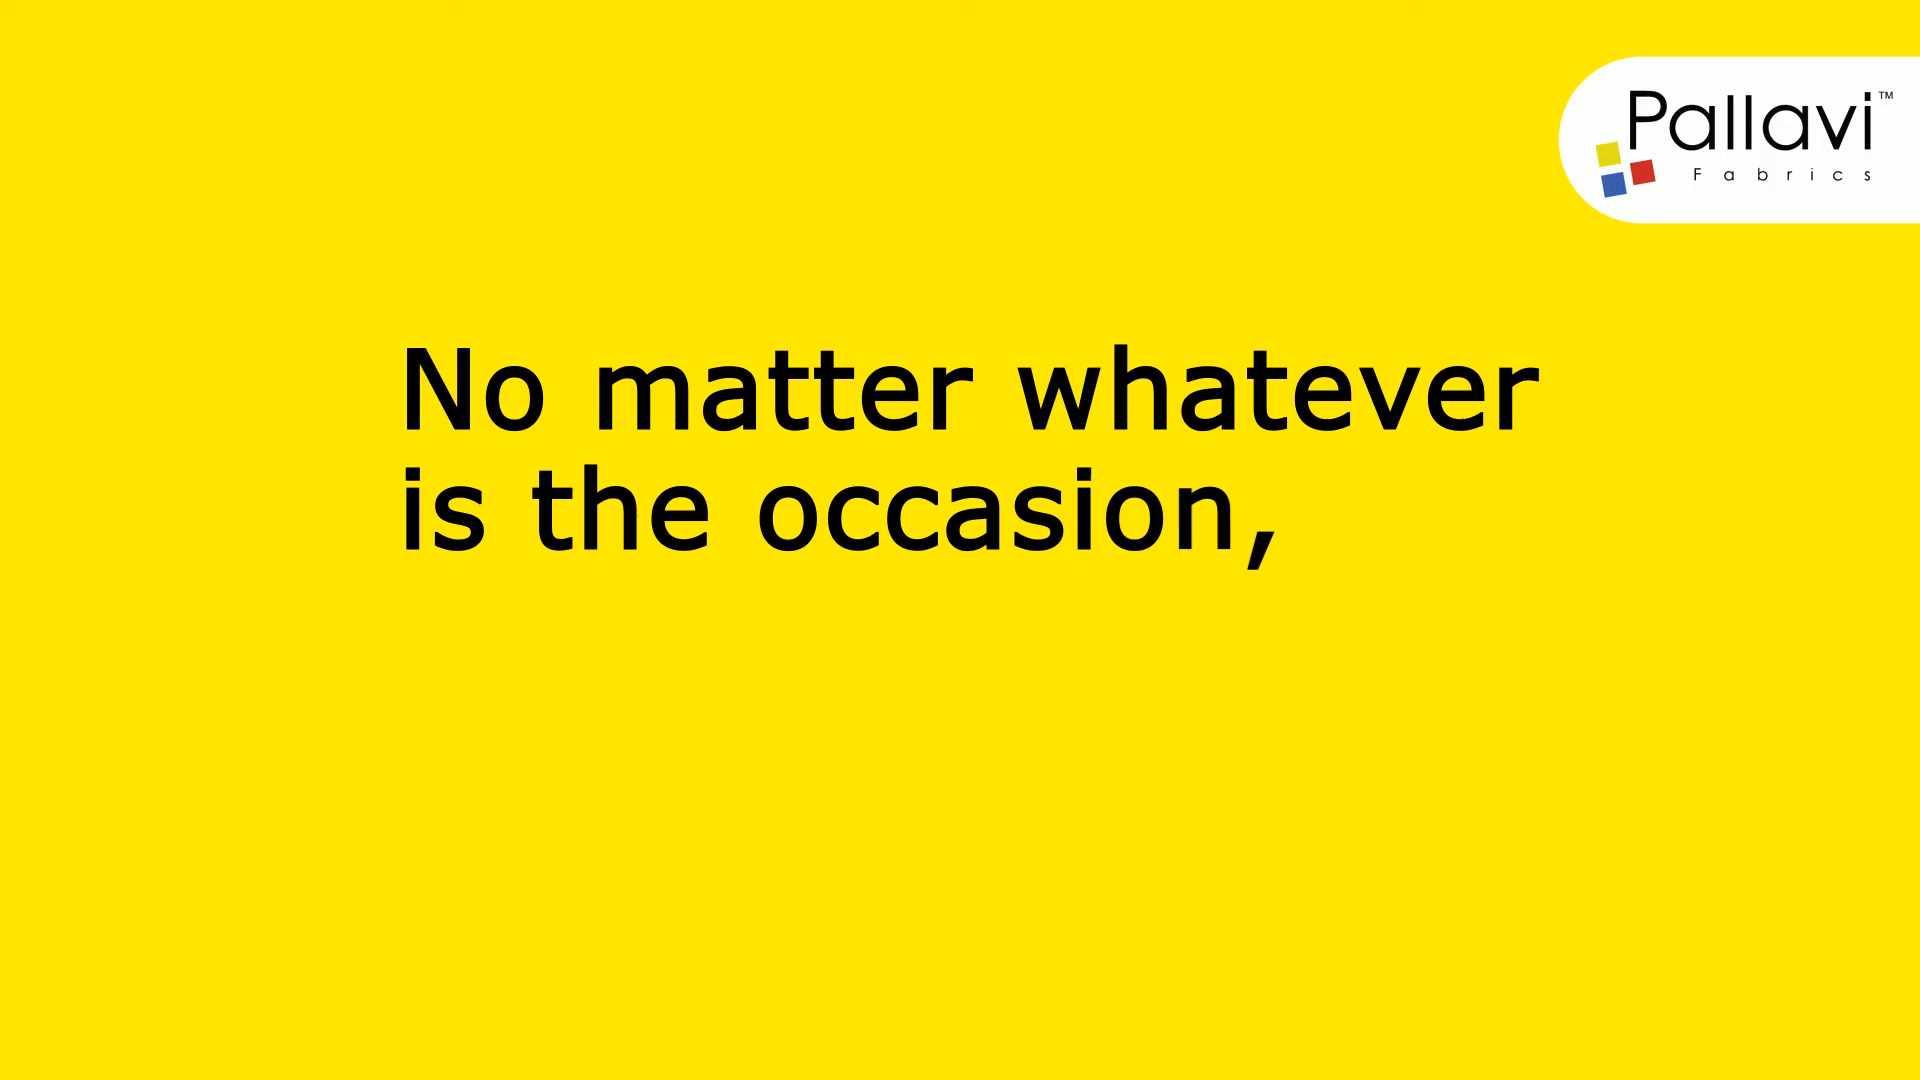 Pallavi™
Fabrics
No matter whatever
is the occasion,